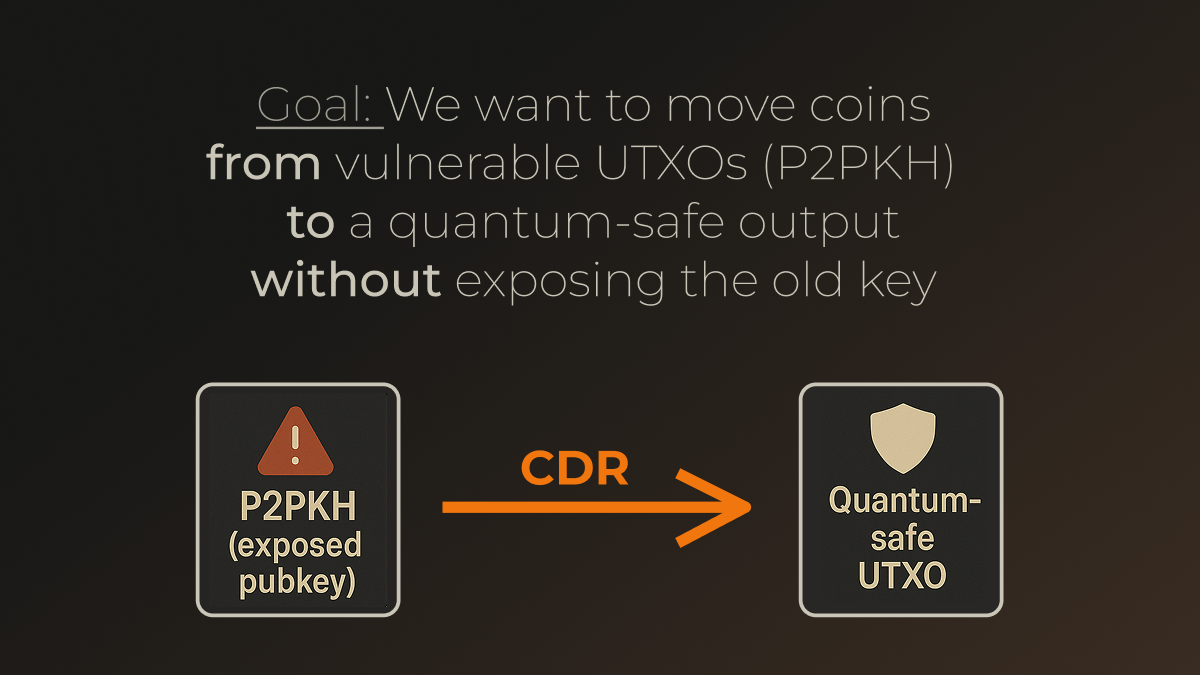 Goal: We want to move coins
from vulnerable UTXOs (P2PKH)
to a quantum-safe output
without exposing the old key
P2PKH
(exposed
pubkey)
CDR
Quantum-
safe
UTXO